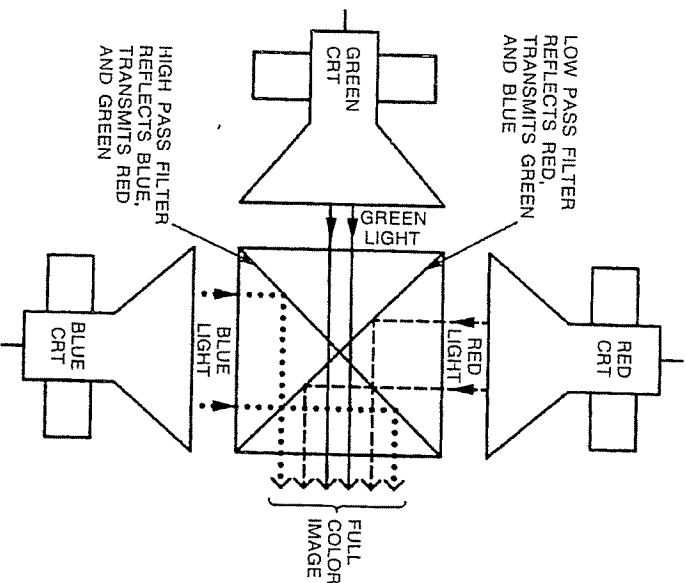 LOW PASS FILTER
REFLECTS RED,
TRANSMITS GREEN
AND BLUE
RED
CRT
RED
LIGHT
GREEN
CRT
GREEN
LIGHT
HIGH PASS FILTER
REFLECTS BLUE,
TRANSMITS RED
AND GREEN
BLUE
LIGHT
BLUE
CRT
FULL
COLOR
IMAGE